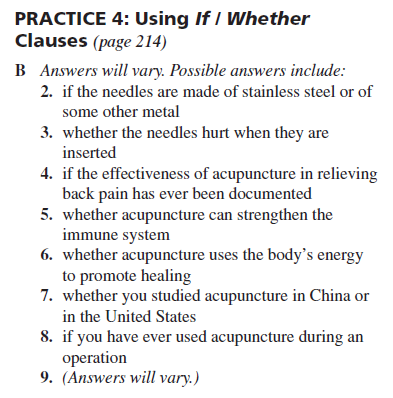 PRACTICE 4: Using If / Whether
Clauses (page 214)
B Answers will vary. Possible answers include:
2. if the needles are made of stainless steel or of
some other metal
3. whether the needles hurt when they are
inserted
4. if the effectiveness of acupuncture in relieving
back pain has ever been documented
5. whether acupuncture can strengthen the
immune system
6. whether acupuncture uses the body's energy
to promote healing
7. whether you studied acupuncture in China or
in the United States
8. if you have ever used acupuncture during an
operation
9. (Answers will vary.)